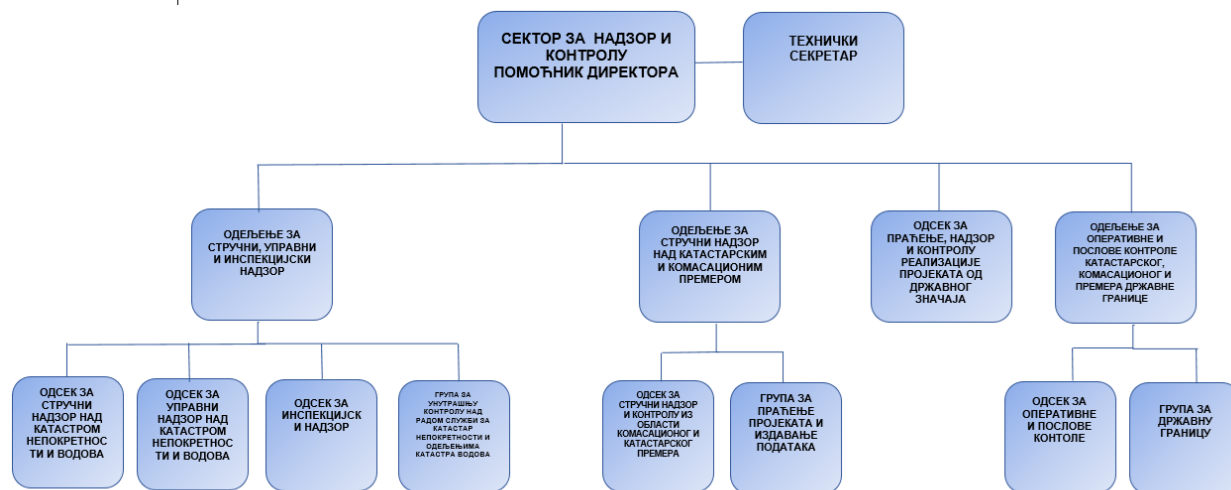 СЕКТОР ЗА НАДЗОР И
КОНТРОЛУ
ПОМОЋНИК ДИРЕКТОРА
ТЕХНИЧКИ
СЕКРЕТАР
ОДЕЉЕЊЕ ЗА
СТРУЧНИ, УПРАВНИ
И ИНСПЕКЦИЈСКИ
НАДЗОР
ОДЕЉЕЊЕ ЗА
СТРУЧНИ НАДЗОР
НАД КАТАСТАРСКИМ
И КОМАСАЦИОНИМ
ПРЕМЕРОМ
ОДСЕК ЗА
ПРАЋЕЊЕ, НАДЗОР
И КОНТРОЛУ
РЕАЛИЗАЦИЈЕ
ПРОЈЕКАТА ОД
ДРЖАВНОГ
ЗНАЧАЈА
ОДЕЉЕЊЕ ЗА
ОПЕРАТИВНЕ И
ПОСЛОВЕ КОНТРОЛЕ
КАТАСТАРСКОГ,
КОМАСАЦИОНОГ И
ПРЕМЕРА ДРЖАВНЕ
ГРАНИЦЕ
ОДСЕК ЗА
СТРУЧНИ
НАДЗОР НАД
КАТАСТРОМ
НЕПОКРЕТНОС
ТИ И ВОДОВА
ОДСЕК ЗА
УПРАВНИ
НАДЗОР НАД
КАТАСТРОМ
НЕПОКРЕТНОС
ТИ И ВОДОВА
ОДСЕК ЗА
ИНСПЕКЦИЈСК
И НАДЗОР
ГРУПА ЗА
УНУТРАШЊУ
КОНТРОЛУ НАД
РАДОМ СЛУЖБИ ЗА
КАТАСТАР
НЕПОКРЕТНОСТИ И
ОДЕЉЕЊИМА
КАТАСТРА ВОДОВА
ОДСЕК ЗА
СТРУЧНИ НАДЗОР
И КОНТРОЛУ ИЗ
ОБЛАСТИ
КОМАСАЦИОНОГ И
КАТАСТАРСКОГ
ПРЕМЕРА
ГРУПА ЗА
ПРАЋЕЊЕ
ПРОЈЕКАТА И
ИЗДАВАЊЕ
ПОДАТАКА
ОДСЕК ЗА
ОПЕРАТИВНЕ
И ПОСЛОВЕ
КОНТОЛЕ
ГРУПА ЗА
ДРЖАВНУ
ГРАНИЦУ